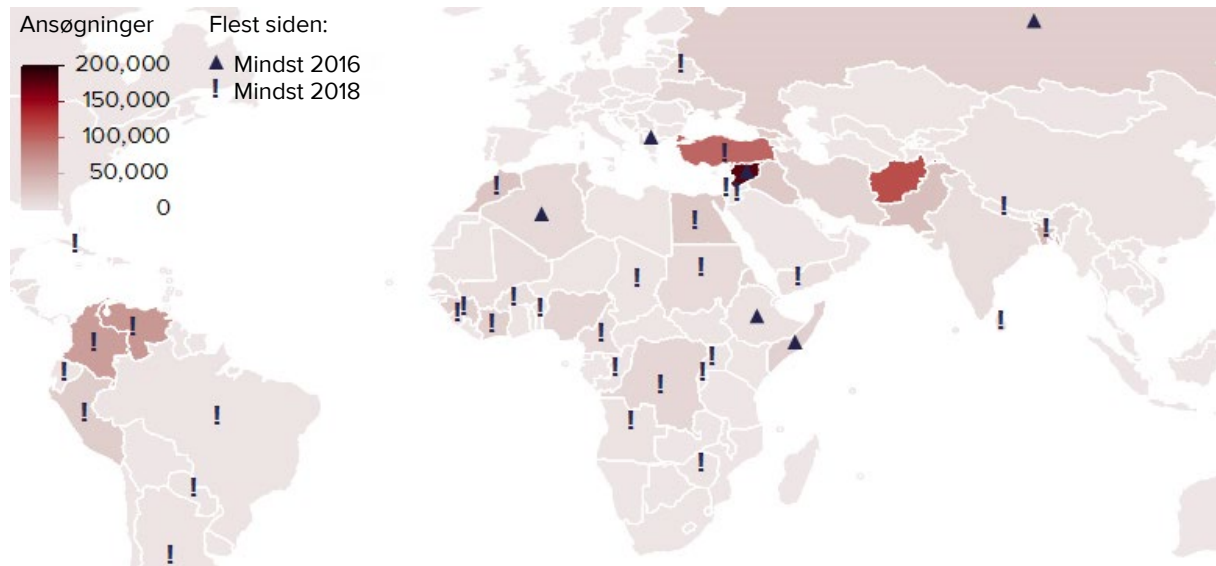 Ansøgninger
200,000
150,000
100,000
50,000
0
Flest siden:
▲ Mindst 2016
! Mindst 2018